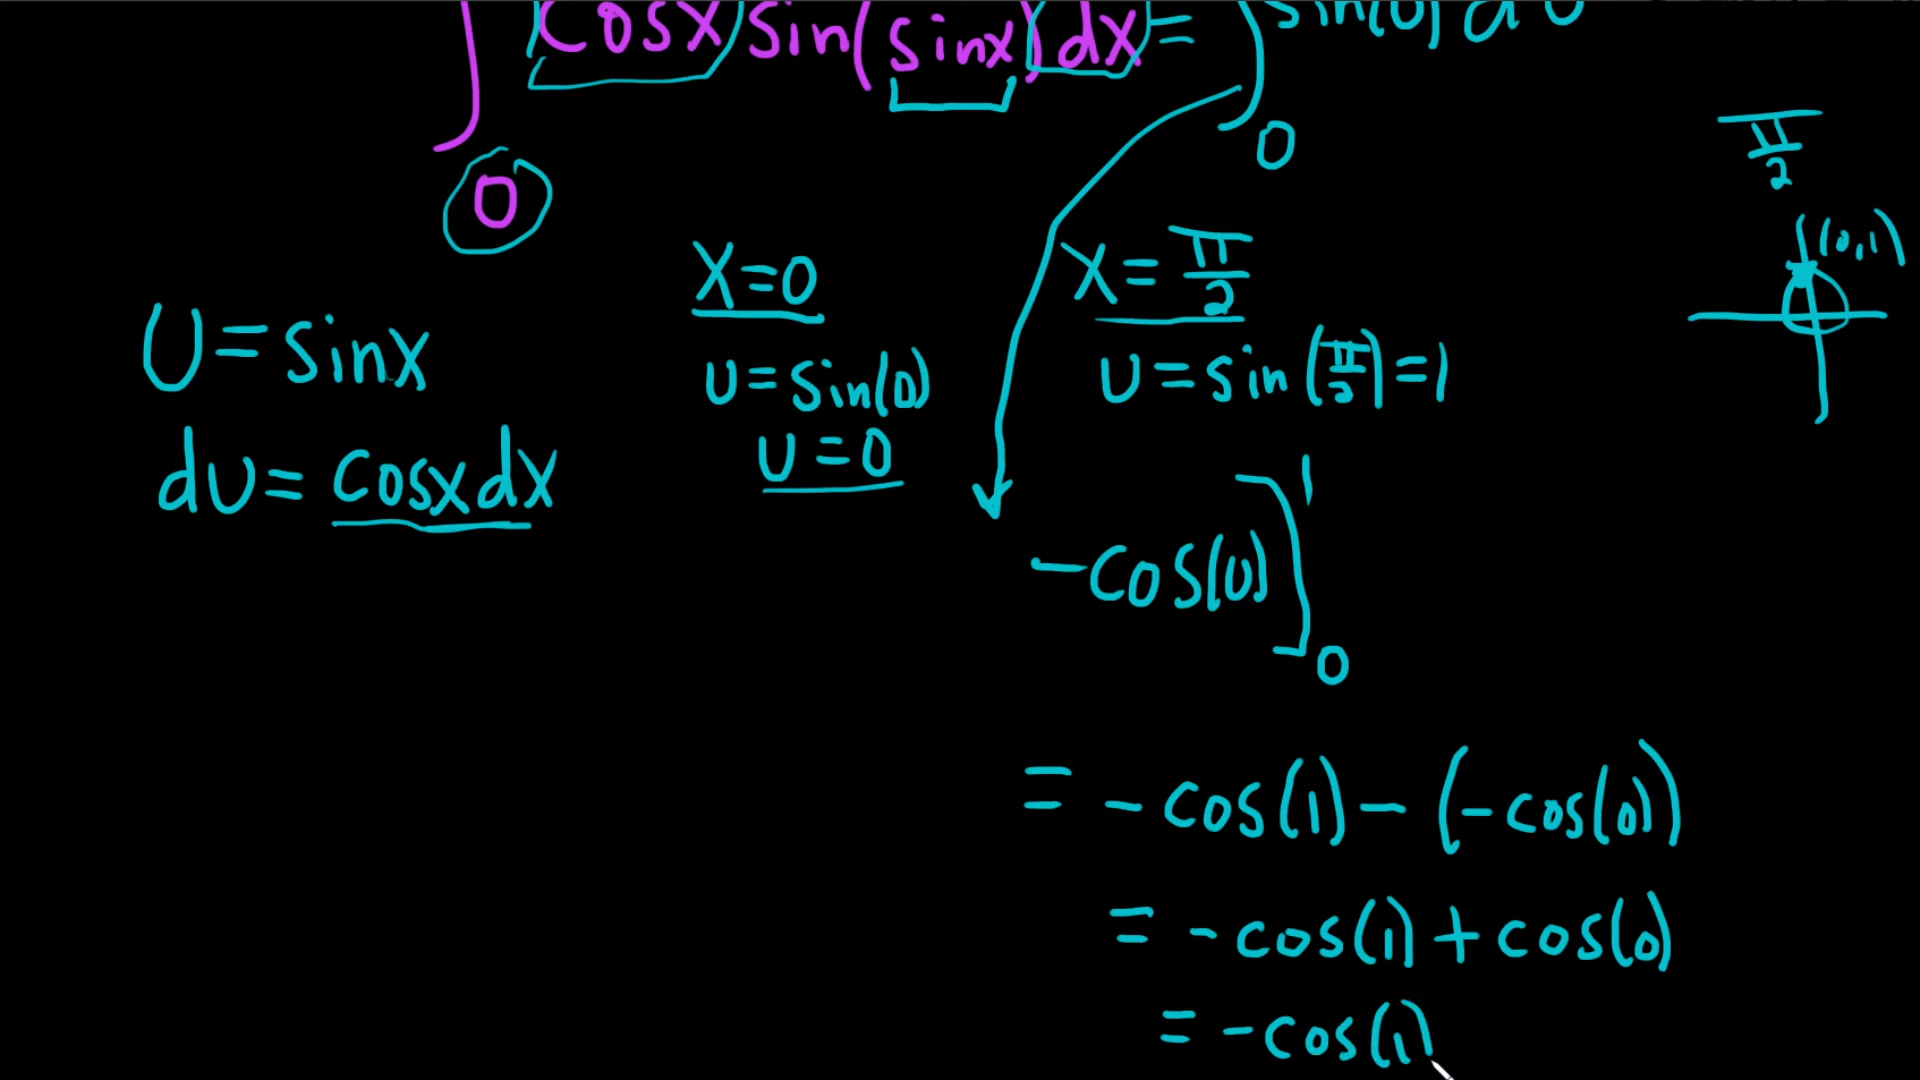 ∫ cosx sin(sinx) dx = ∫ sin(u) du
0
0
π/2
(0,1)
x=0
x=π/2
U=sinx
u=sin(0)
u=sin(π/2)=1
u=0
du=cosxdx
-cos(u)]
1
0
= -cos(1) - (-cos(0))
= -cos(1) + cos(0)
= -cos(1)